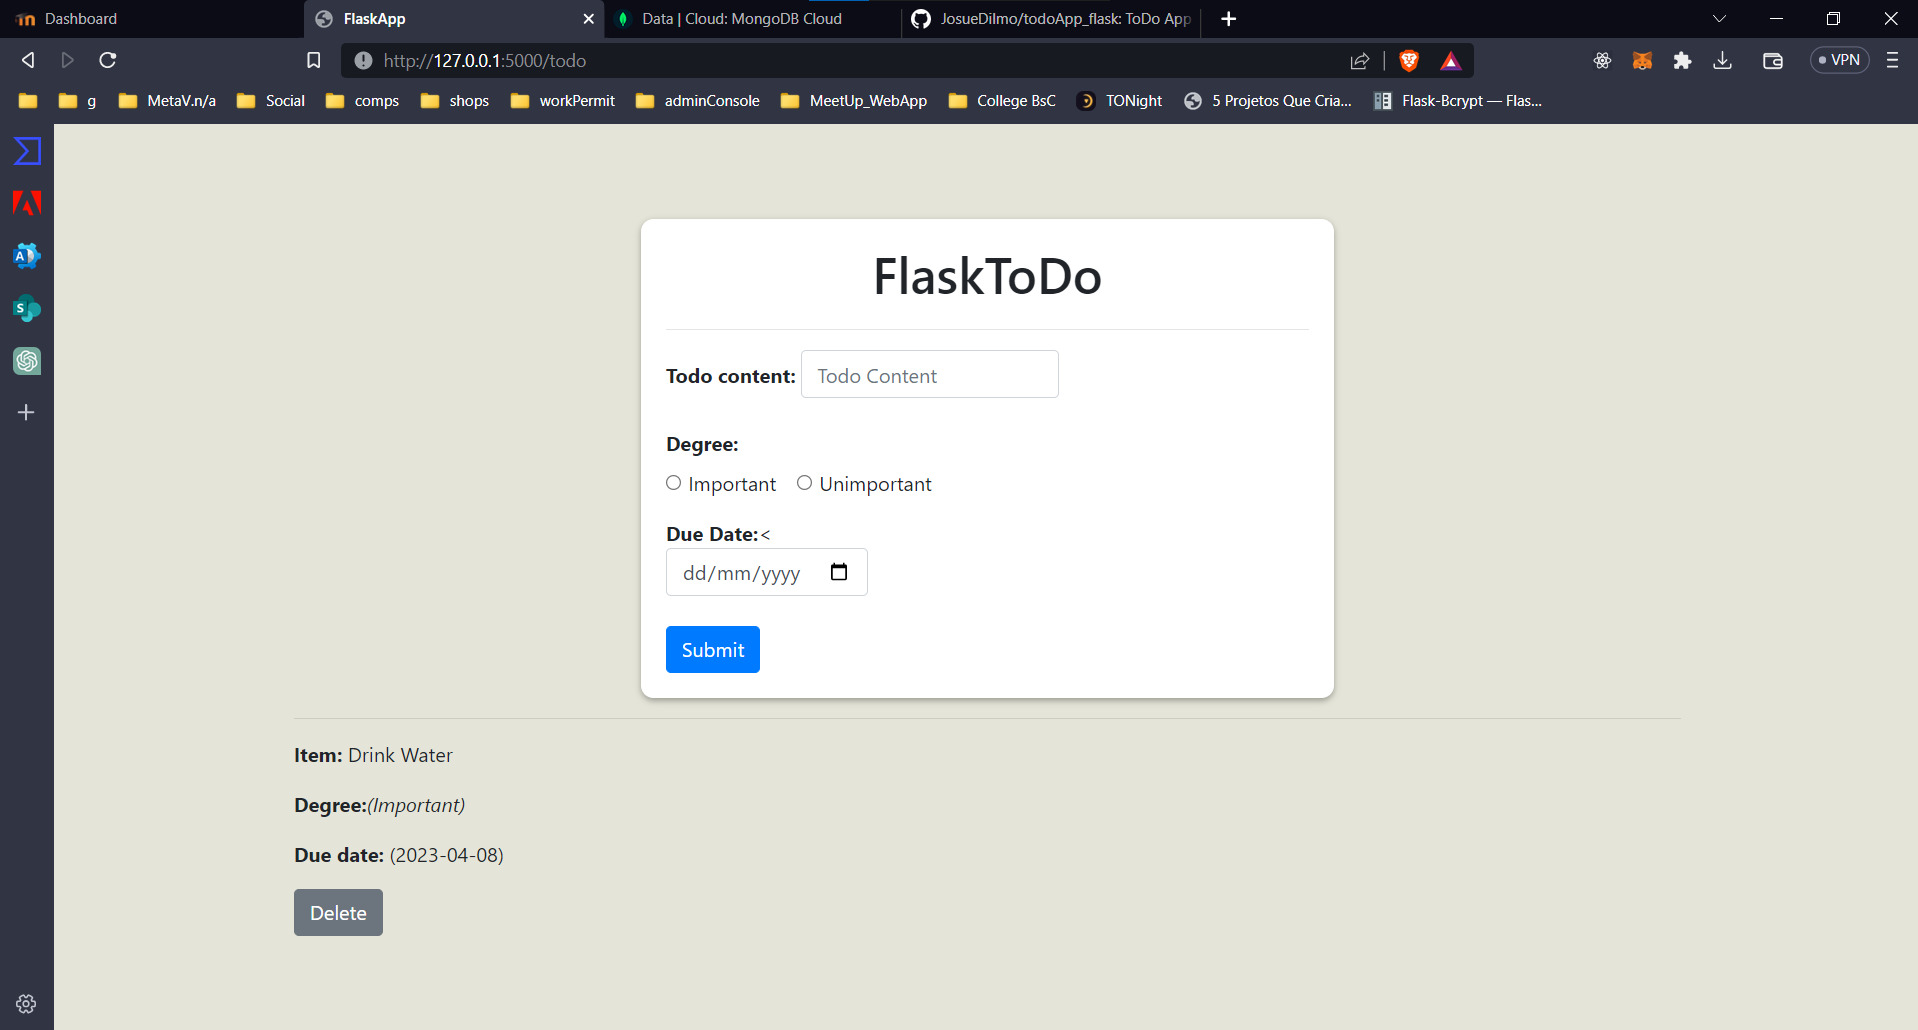 Dashboard
FlaskApp
Data | Cloud: MongoDB Cloud
JosueDilmo/todoApp_flask: ToDo App
http://127.0.0.1:5000/todo
VPN
g
MetaV.n/a
Social
comps
shops
workPermit
adminConsole
MeetUp_WebApp
College BsC
TONight
5 Projetos Que Cria...
Flask-Bcrypt — Flas...
FlaskToDo
Todo content: Todo Content
Degree:
Important Unimportant
Due Date:<
dd/mm/yyyy
Submit
Item: Drink Water
Degree:(Important)
Due date: (2023-04-08)
Delete